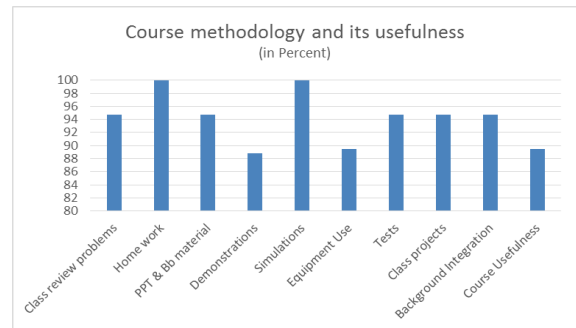 Course methodology and its usefulness
(in Percent)
100
98
96
94
92
90
88
86
84
82
80
Class review problems
Home work
PPT & Bb material
Demonstrations
Simulations
Equipment Use
Tests
Class projects
Background Integration
Course Usefulness